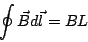 ∮ B⃗dl⃗ = BL